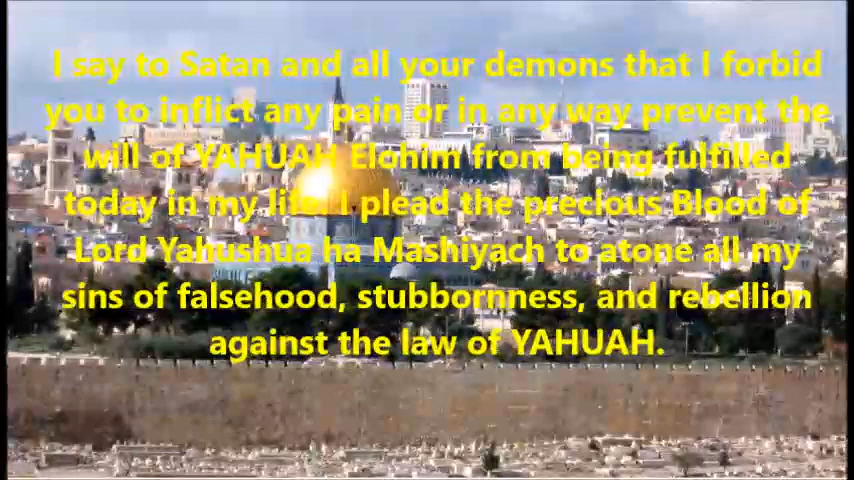 I say to Satan and all your demons that I forbid
you to inflict any pain or in any way prevent the
will of YAHUAH Elohim from being fulfilled
today in my life. I plead the precious Blood of
Lord Yahushua ha Mashiyach to atone all my
sins of falsehood, stubbornness, and rebellion
against the law of YAHUAH.